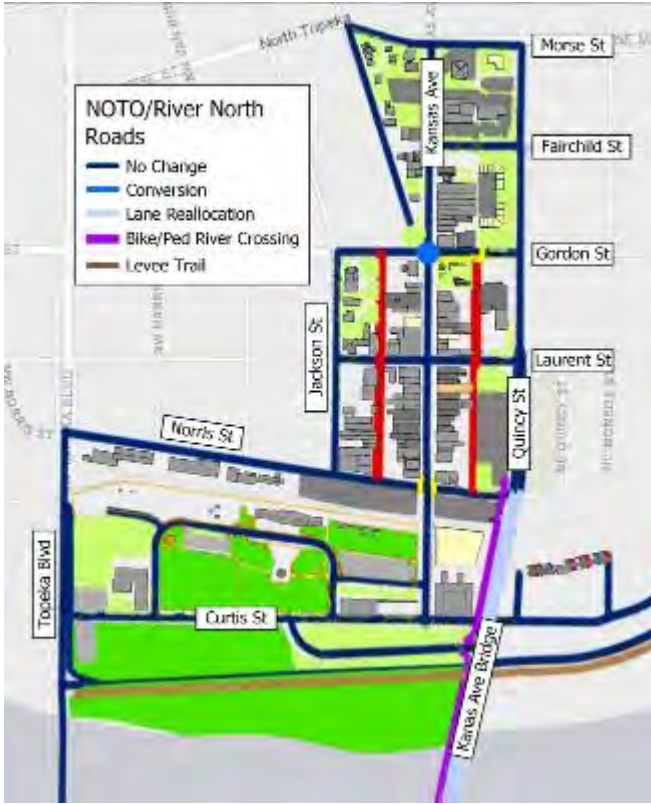 North Topeka
Morse St
Kansas Ave
NOTO/River North
Roads
No Change
Conversion
Lane Reallocation
Bike/Ped River Crossing
Levee Trail
Fairchild St
Gordon St
Jackson St
Laurent St
Quincy St
Norris St
Topeka Blvd
Curtis St
Kanas Ave Bridge